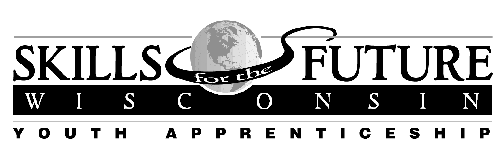 SKILLS for the FUTURE
WISCONSIN
YOUTH APPRENTICESHIP